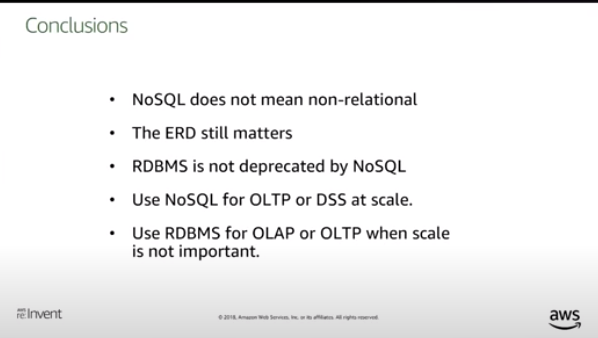 Conclusions
• NoSQL does not mean non-relational
• The ERD still matters
• RDBMS is not deprecated by NoSQL
• Use NoSQL for OLTP or DSS at scale.
• Use RDBMS for OLAP or OLTP when scale
is not important.
aws
re:Invent
© 2018, Amazon Web Services, Inc. or its affiliates. All rights reserved.
aws